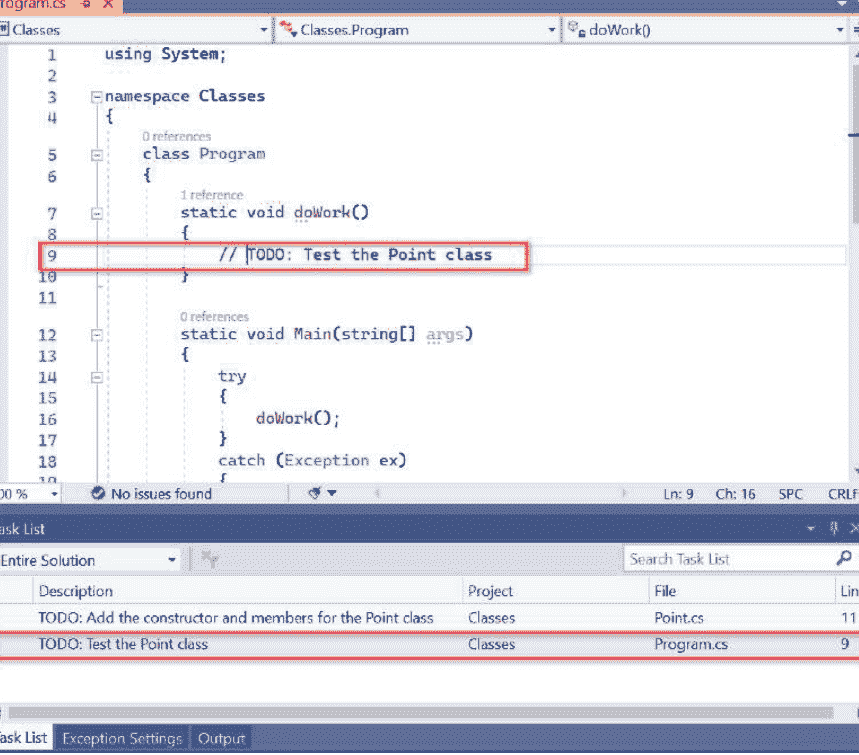 rogram.cs
Classes Classes.Program doWork()
1 using System;
2
3 namespace Classes
4 {
0 references
5 class Program
6 {
1 reference
7 static void doWork()
8 {
9 // TODO: Test the Point class
10 }
11
0 references
12 static void Main(string[] args)
13 {
14 try
15 {
16 doWork();
17 }
18 catch (Exception ex)
19 {
00 % No issues found Ln: 9 Ch: 16 SPC CRLF
ask List
Entire Solution Search Task List
Description Project File Lin
TODO: Add the constructor and members for the Point class Classes Point.cs 11
TODO: Test the Point class Classes Program.cs 9
ask List Exception Settings Output